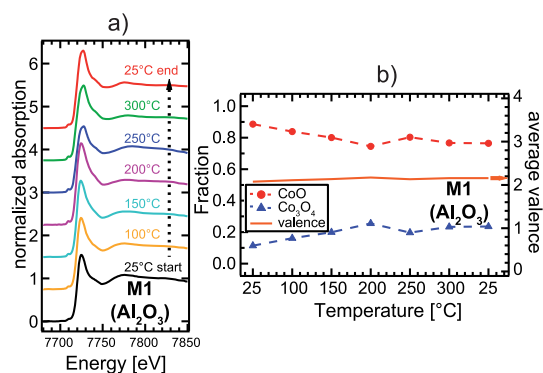 a)
normalized absorption
6
5
4
3
2
1
0
25°C end
300°C
250°C
200°C
150°C
100°C
25°C start
M1
(Al₂O₃)
7700
7750
7800
7850
Energy [eV]
b)
Fraction
1.0
0.8
0.6
0.4
0.2
0.0
CoO
Co₃O₄
valence
M1
(Al₂O₃)
4
3
2
1
0
average valence
25
100
150
200
250
300
25
Temperature [°C]